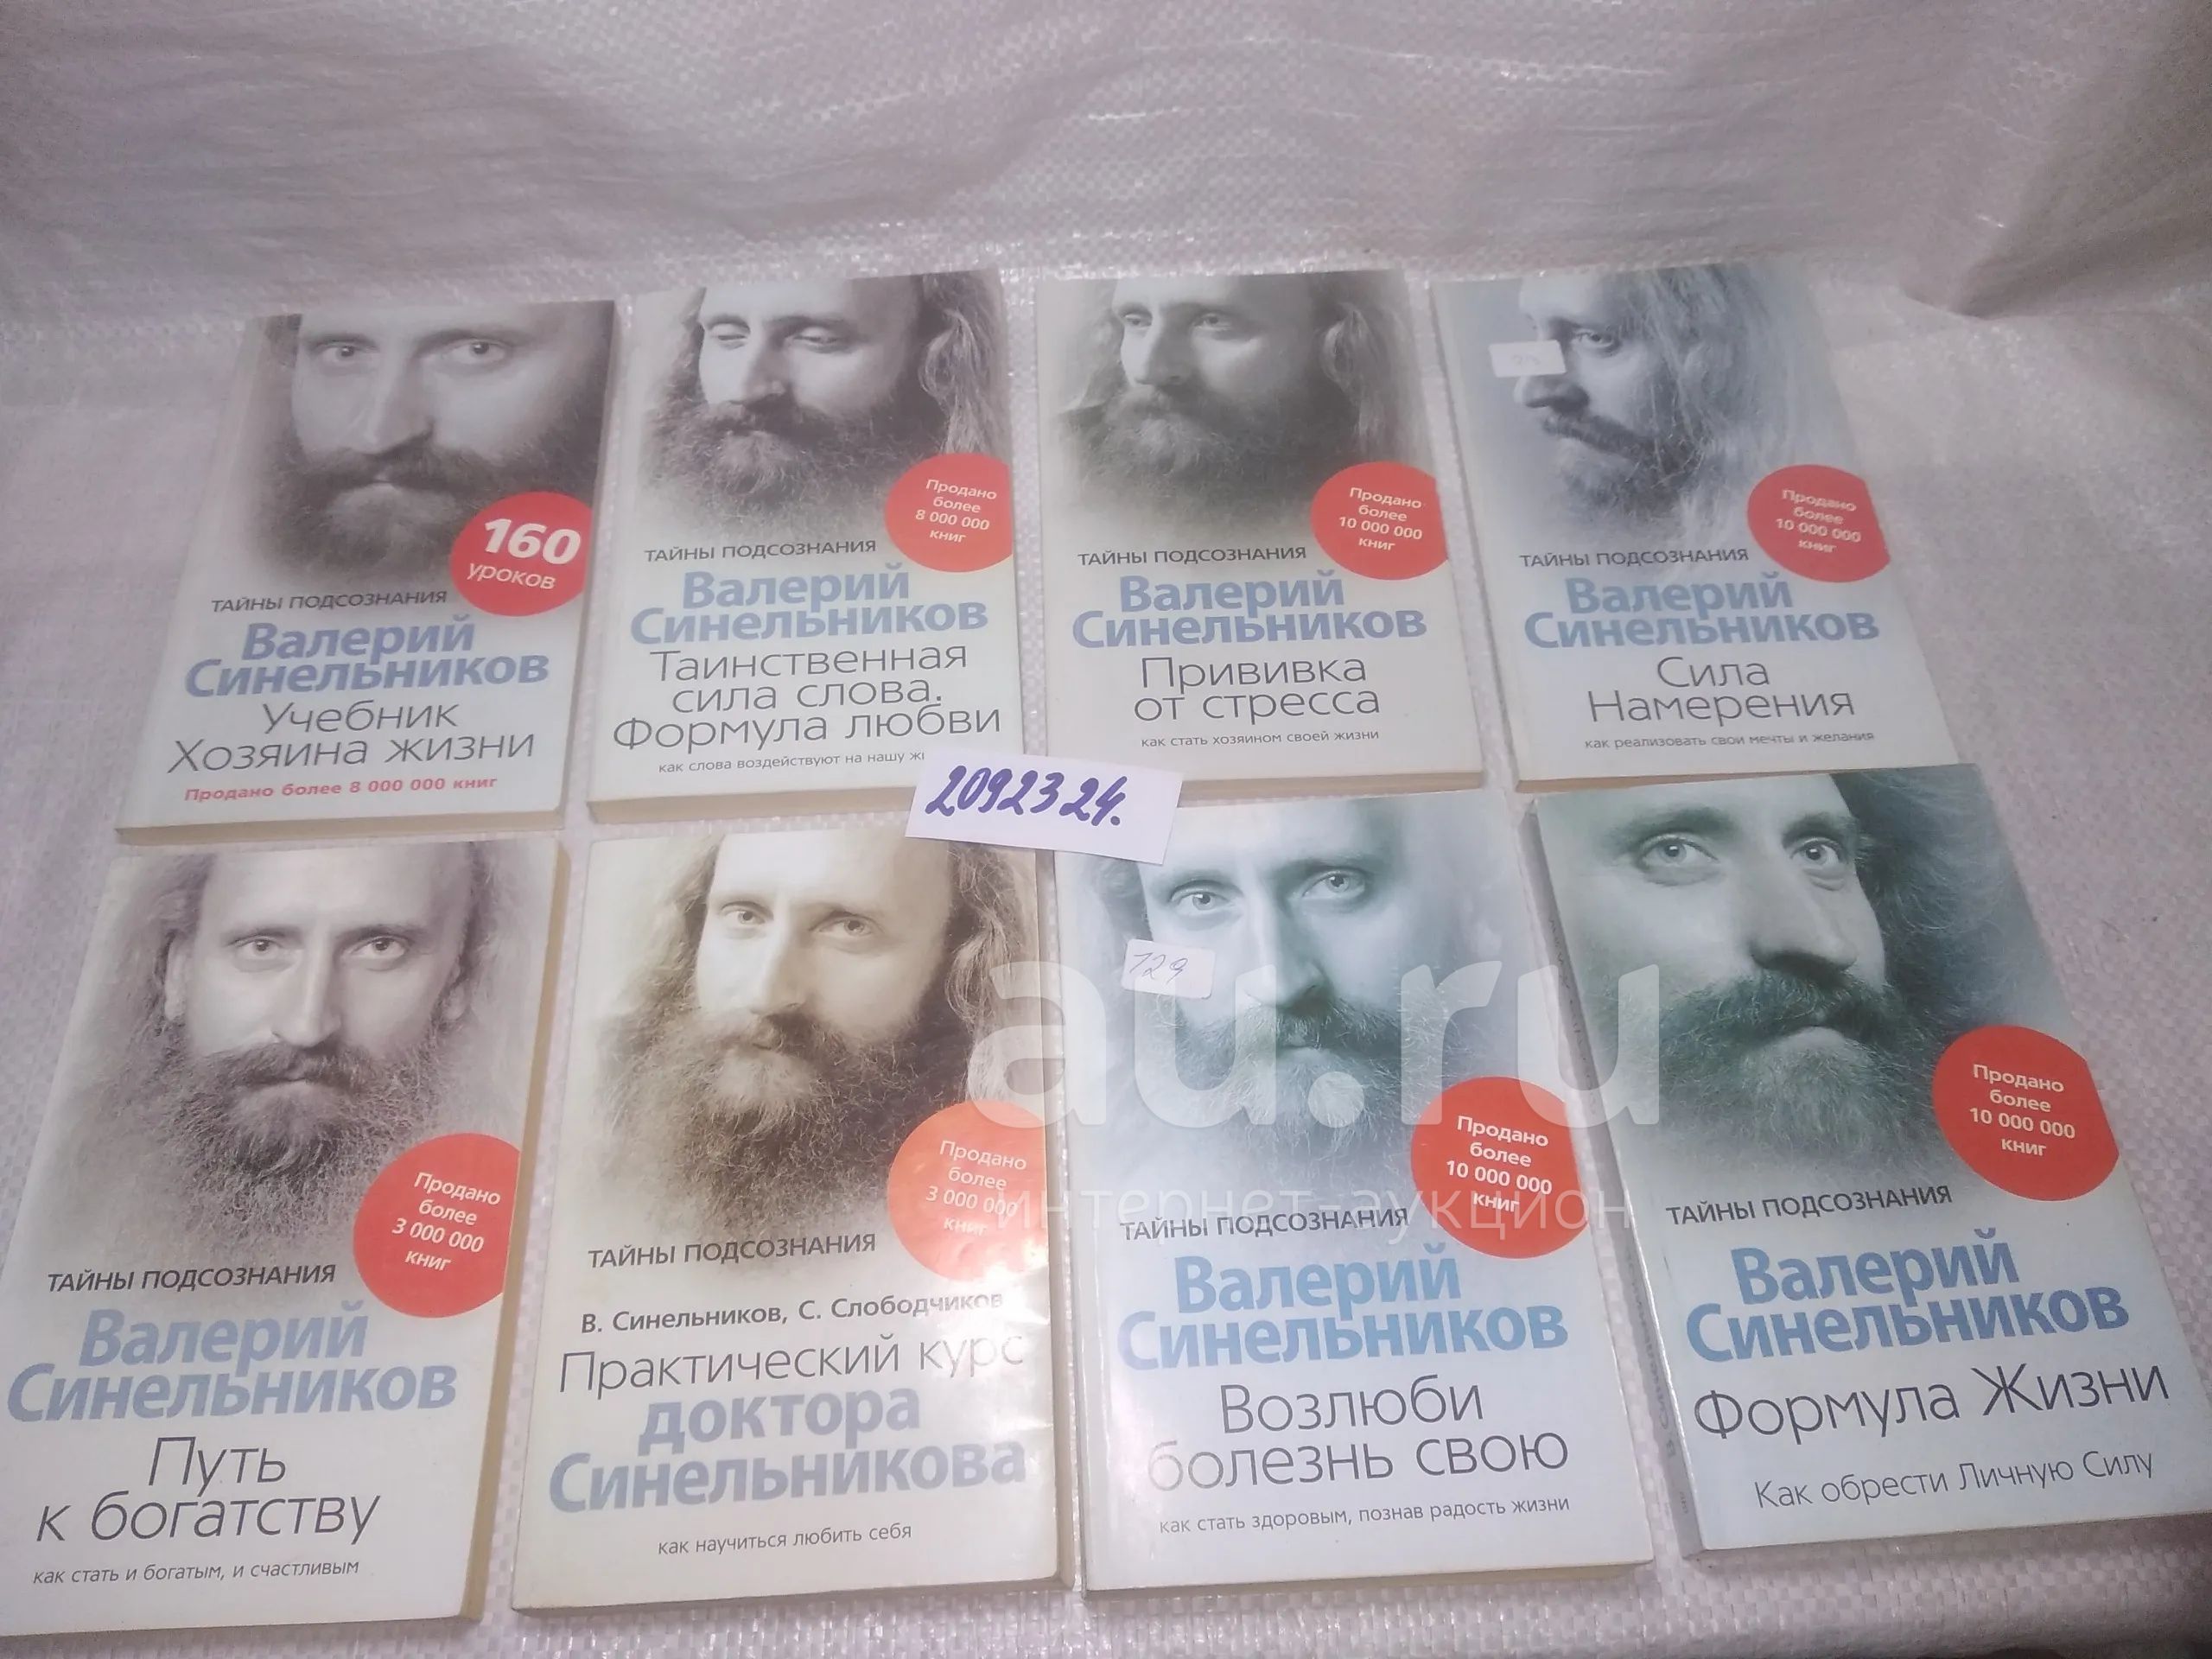 160
уроков
ТАЙНЫ ПОДСОЗНАНИЯ
Валерий
Синельников
Учебник
Хозяина жизни
Продано более 8 000 000 книг
Продано
более
8 000 000
книг
ТАЙНЫ ПОДСОЗНАНИЯ
Валерий
Синельников
Таинственная
сила слова.
Формула любви
как слова воздействуют на нашу жи
Продано
более
10 000 000
книг
ТАЙНЫ ПОДСОЗНАНИЯ
Валерий
Синельников
Прививка
от стресса
как стать хозяином своей жизни
Продано
более
10 000 000
книг
ТАЙНЫ ПОДСОЗНАНИЯ
Валерий
Синельников
Сила
Намерения
как реализовать свои мечты и желания
2092324.
Продано
более
3 000 000
книг
ТАЙНЫ ПОДСОЗНАНИЯ
Валерий
Синельников
Путь
к богатству
как стать и богатым, и счастливым
Продано
более
3 000 000
книг
ТАЙНЫ ПОДСОЗНАНИЯ
В. Синельников, С. Слободчиков
Практический курс
доктора
Синельникова
как научиться любить себя
129
Продано
более
10 000 000
книг
ТАЙНЫ ПОДСОЗНАНИЯ
Валерий
Синельников
Возлюби
болезнь свою
как стать здоровым, познав радость жизни
Продано
более
10 000 000
книг
ТАЙНЫ ПОДСОЗНАНИЯ
Валерий
Синельников
Формула Жизни
Как обрести Личную Силу
au.ru
интернет-аукцион